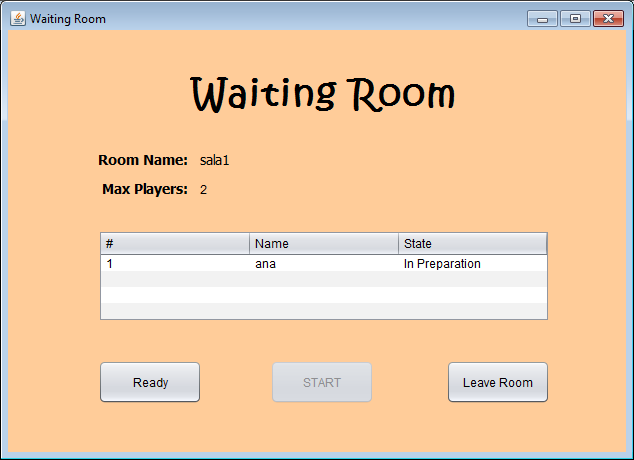 Waiting Room
Waiting Room
Room Name: sala1
Max Players: 2
# Name State
1 ana In Preparation
Ready START Leave Room